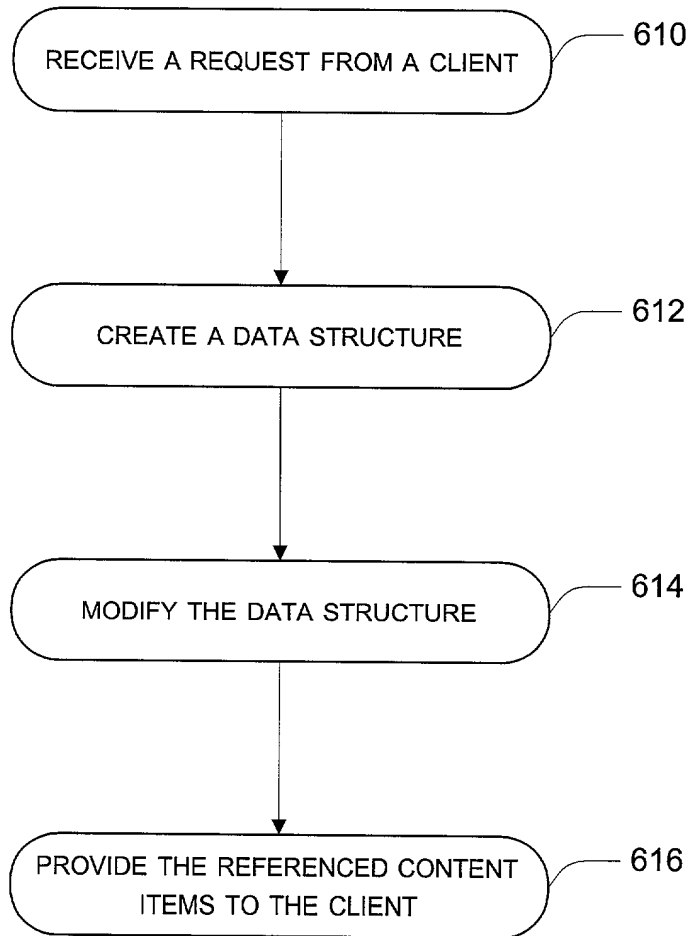 RECEIVE A REQUEST FROM A CLIENT
610
CREATE A DATA STRUCTURE
612
MODIFY THE DATA STRUCTURE
614
PROVIDE THE REFERENCED CONTENT
ITEMS TO THE CLIENT
616